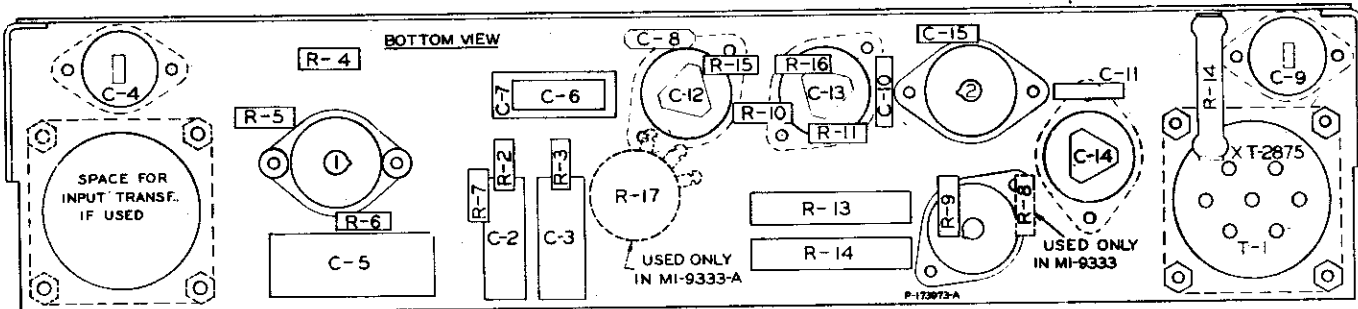 BOTTOM VIEW
C-4
R-4
R-5
1
R-6
C-5
SPACE FOR
INPUT TRANSF.
IF USED
C-7
C-6
R-7
R-2
R-3
C-2
C-3
C-8
R-15
C-12
R-10
R-16
C-13
R-11
C-10
R-17
USED ONLY
IN MI-9333-A
R-13
R-14
C-15
2
C-11
C-14
R-9
R-8
USED ONLY
IN MI-9333
P-173973-A
R-14
C-9
XT-2875
T-1